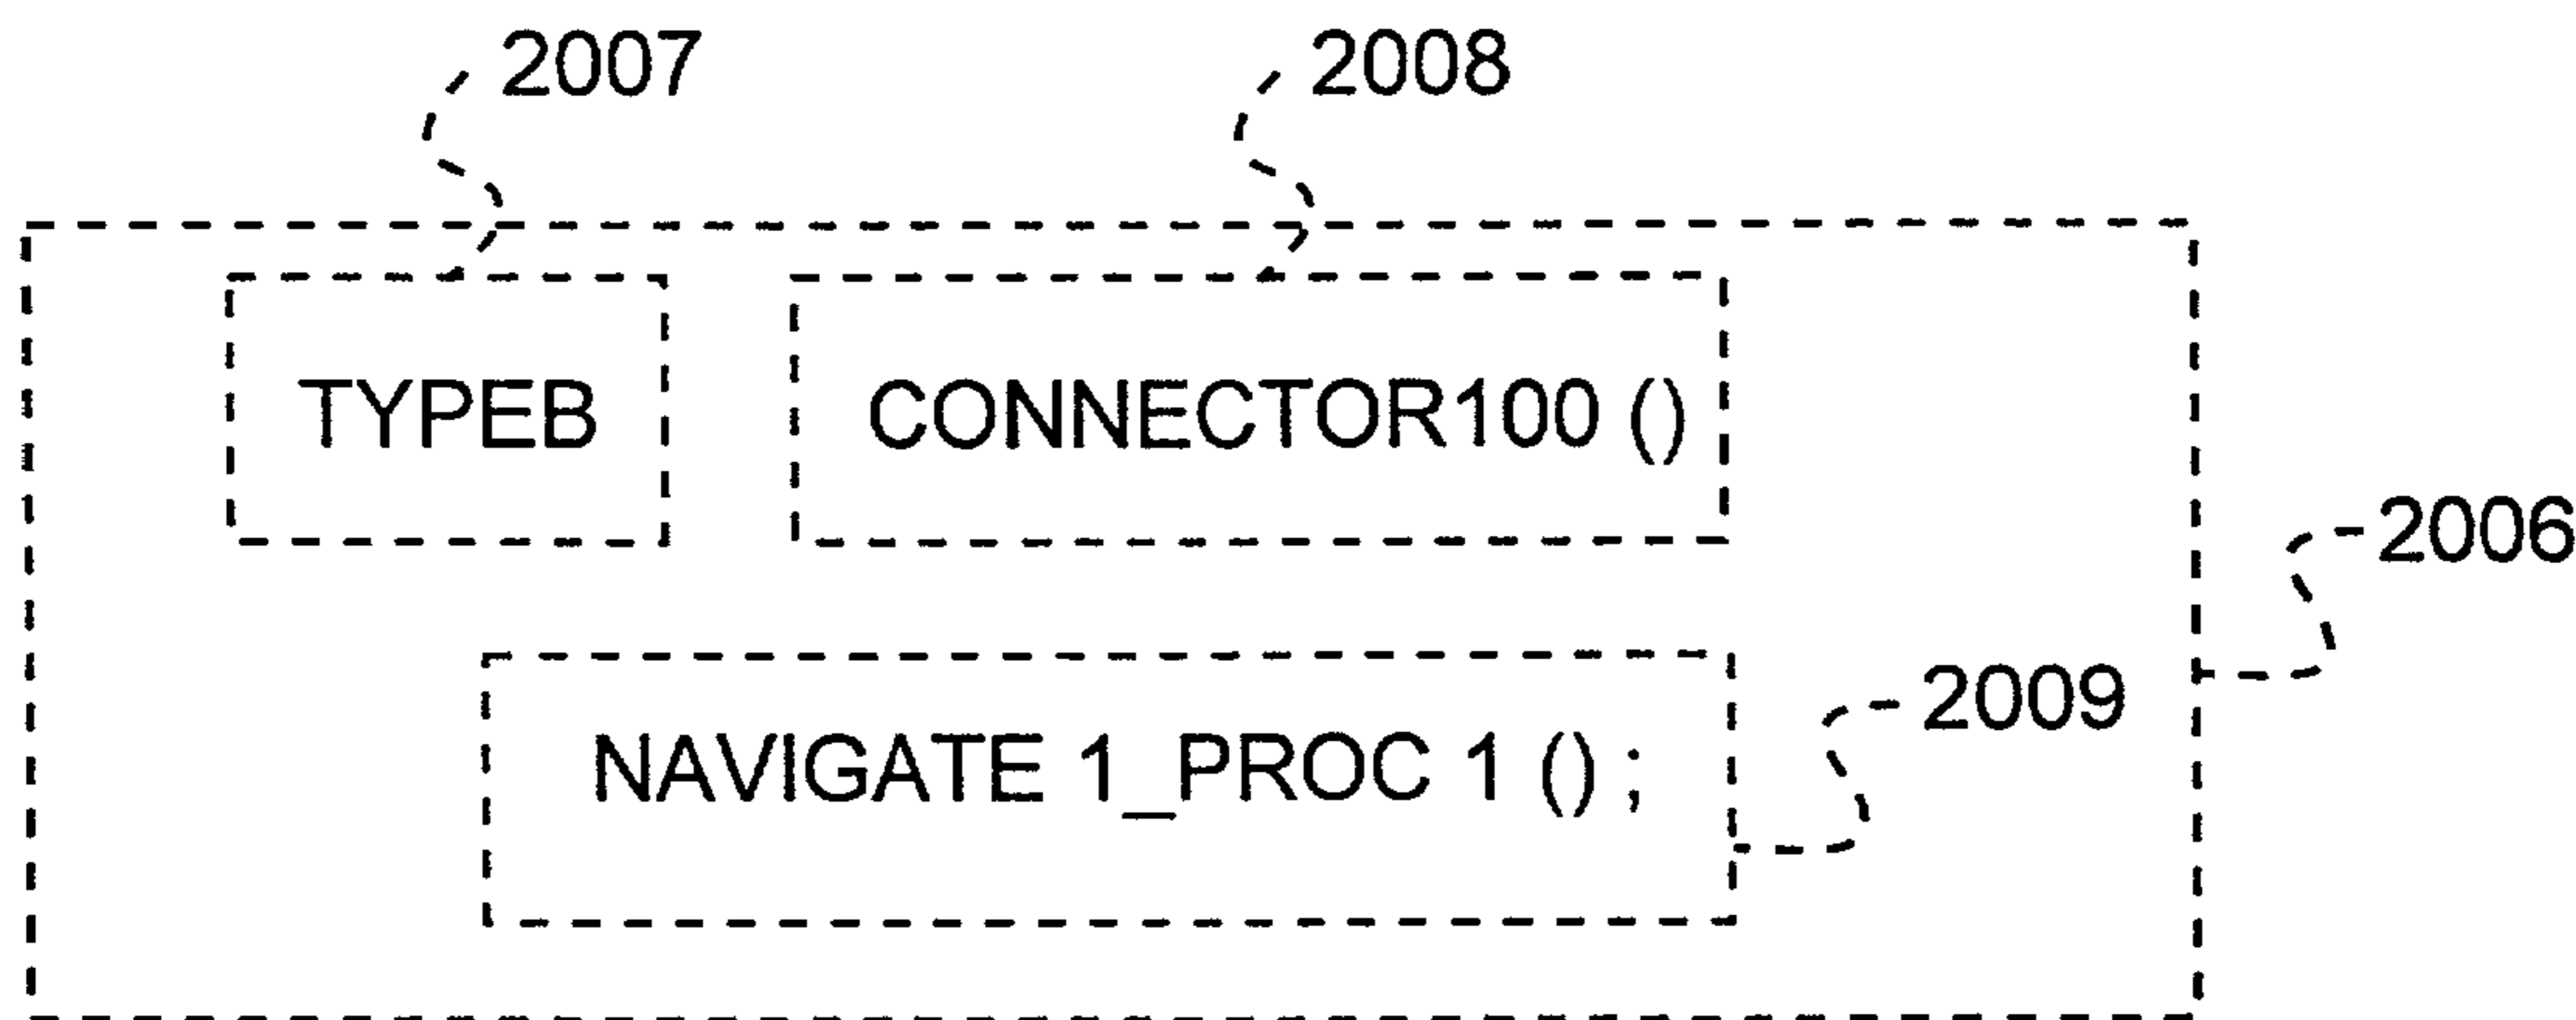 2007 2008
TYPEB CONNECTOR100 ()
2006
2009
NAVIGATE 1_PROC 1 () ;